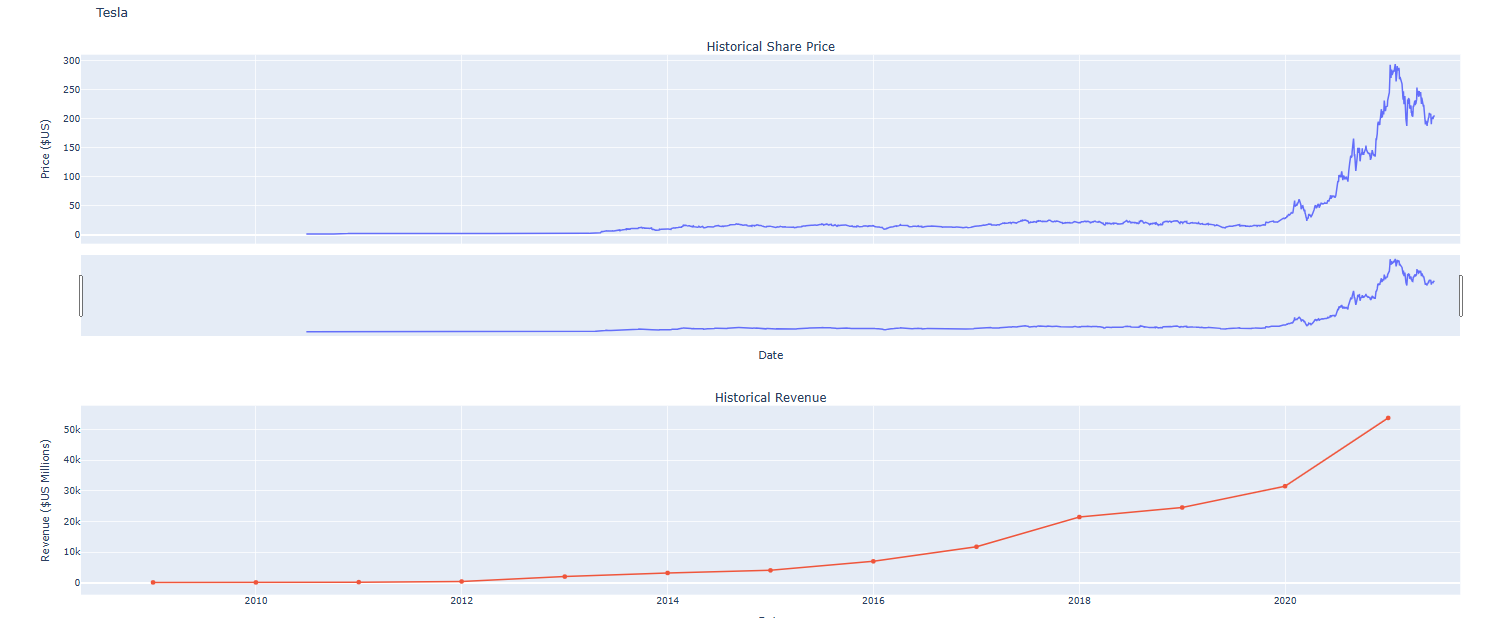 Tesla
Historical Share Price
Price ($US)
300
250
200
150
100
50
0
Date
Historical Revenue
Revenue ($US Millions)
50k
40k
30k
20k
10k
0
2010 2012 2014 2016 2018 2020